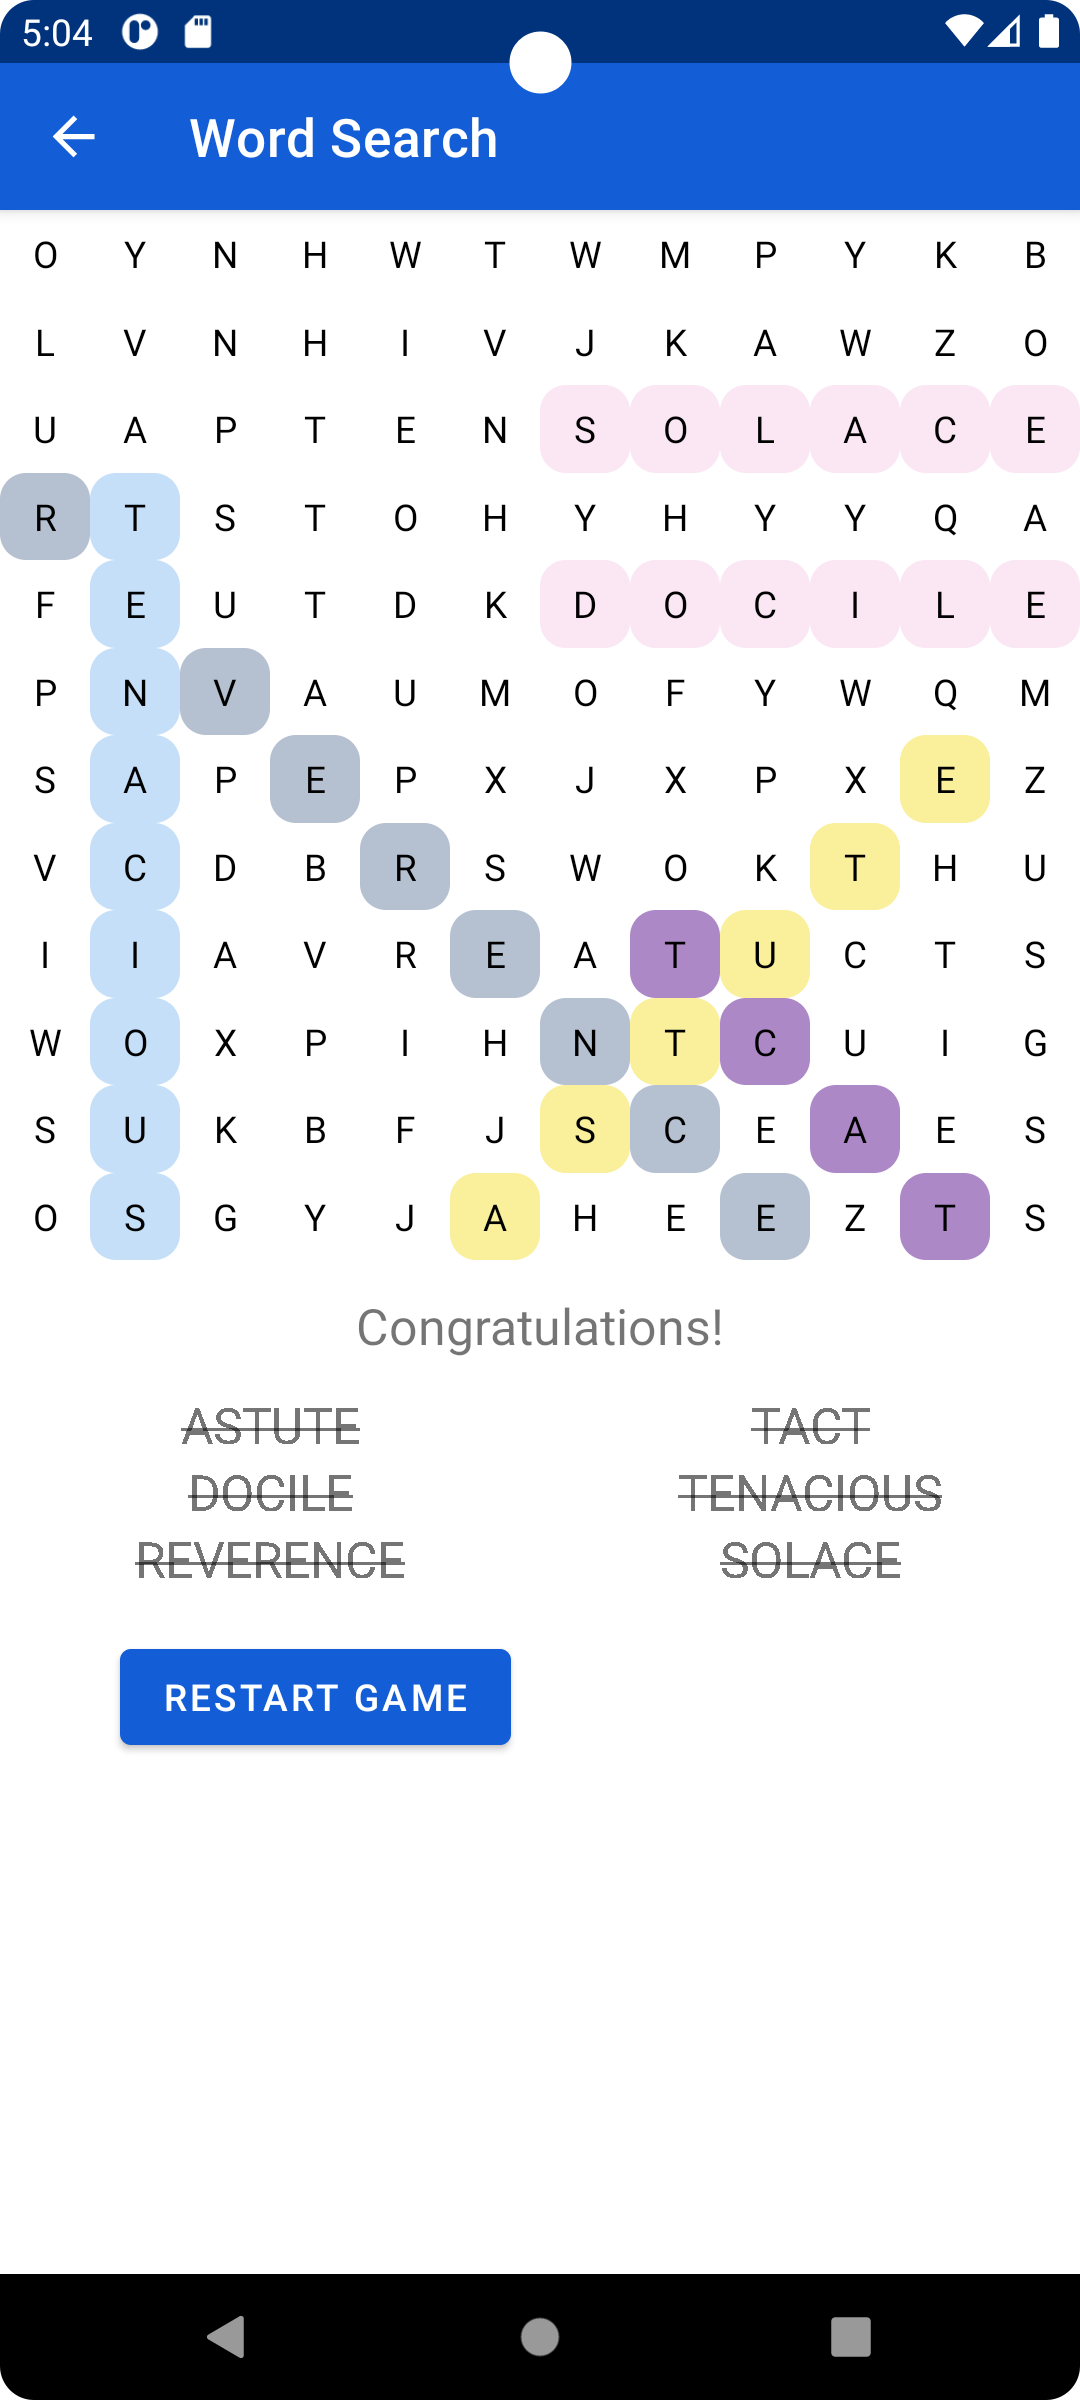 5:04
Word Search
O Y N H W T W M P Y K B
L V N H I V J K A W Z O
U A P T E N S O L A C E
R T S T O H Y H Y Y Q A
F E U T D K D O C I L E
P N V A U M O F Y W Q M
S A P E P X J X P X E Z
V C D B R S W O K T H U
I I A V R E A T U C T S
W O X P I H N T C U I G
S U K B F J S C E A E S
O S G Y J A H E E Z T S
Congratulations!
ASTUTE TACT
DOCILE TENACIOUS
REVERENCE SOLACE
RESTART GAME